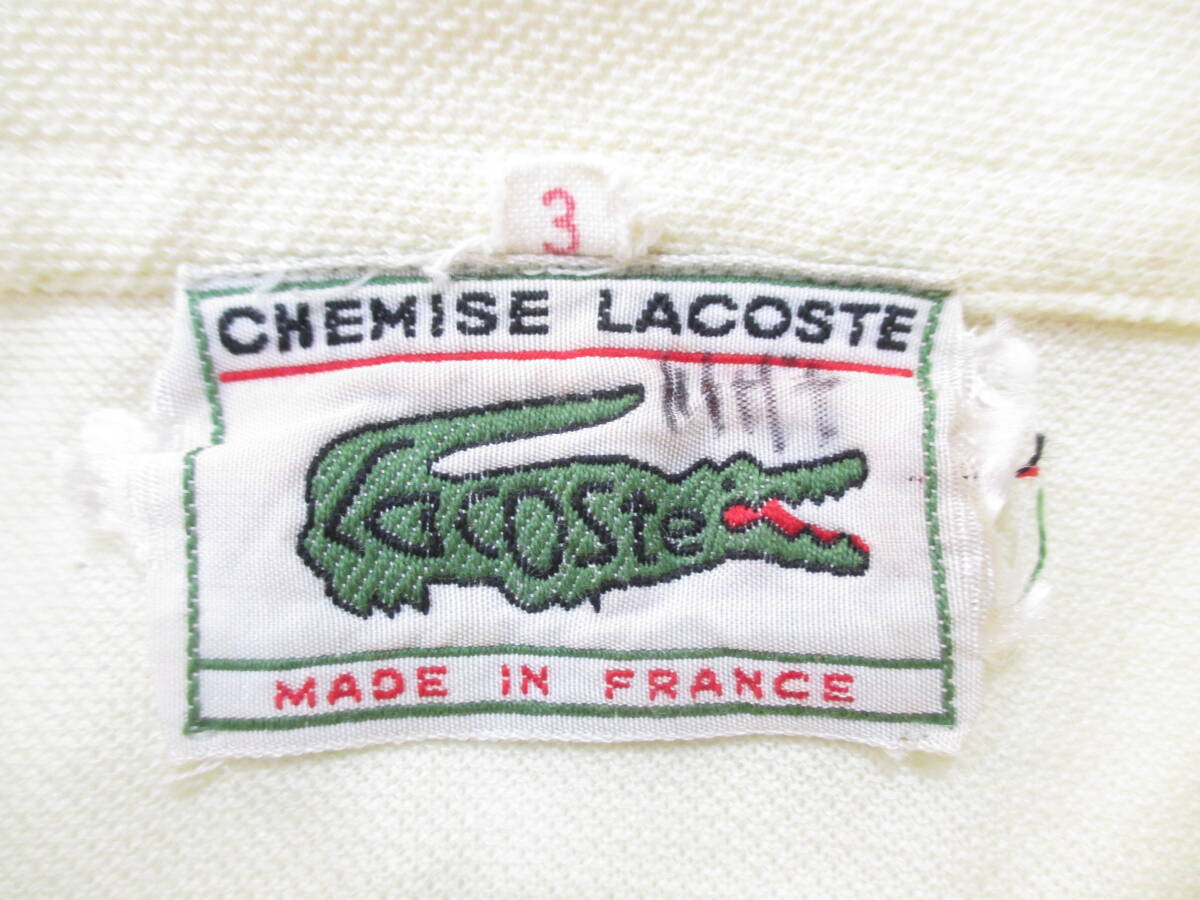 3
CHEMISE LACOSTE
Lacoste
MADE IN FRANCE